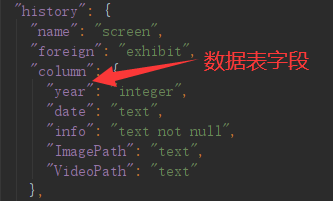 "history": {
"name": "screen",
"foreign": "exhibit",
"column": {
数据表字段
"year": "integer",
"date": "text",
"info": "text not null",
"ImagePath": "text",
"VideoPath": "text"
},